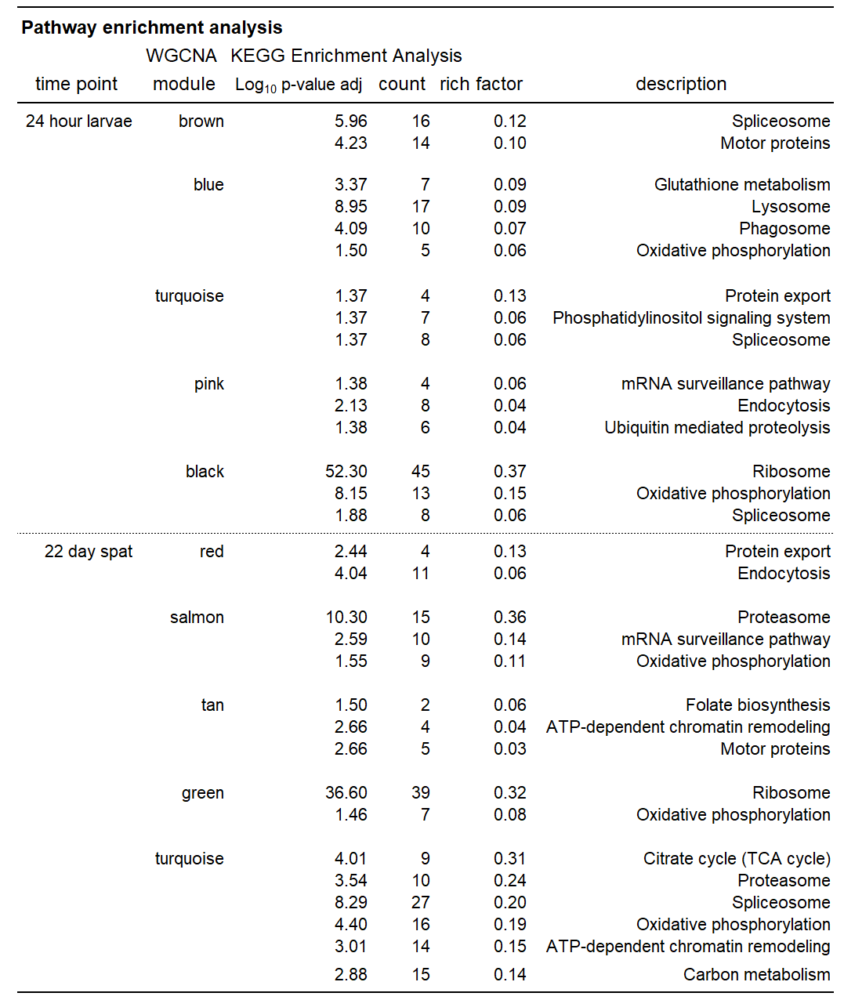 Pathway enrichment analysis
WGCNA KEGG Enrichment Analysis
time point module Log10 p-value adj count rich factor description
24 hour larvae brown 5.96 16 0.12 Spliceosome
4.23 14 0.10 Motor proteins
blue 3.37 7 0.09 Glutathione metabolism
8.95 17 0.09 Lysosome
4.09 10 0.07 Phagosome
1.50 5 0.06 Oxidative phosphorylation
turquoise 1.37 4 0.13 Protein export
1.37 7 0.06 Phosphatidylinositol signaling system
1.37 8 0.06 Spliceosome
pink 1.38 4 0.06 mRNA surveillance pathway
2.13 8 0.04 Endocytosis
1.38 6 0.04 Ubiquitin mediated proteolysis
black 52.30 45 0.37 Ribosome
8.15 13 0.15 Oxidative phosphorylation
1.88 8 0.06 Spliceosome
22 day spat red 2.44 4 0.13 Protein export
4.04 11 0.06 Endocytosis
salmon 10.30 15 0.36 Proteasome
2.59 10 0.14 mRNA surveillance pathway
1.55 9 0.11 Oxidative phosphorylation
tan 1.50 2 0.06 Folate biosynthesis
2.66 4 0.04 ATP-dependent chromatin remodeling
2.66 5 0.03 Motor proteins
green 36.60 39 0.32 Ribosome
1.46 7 0.08 Oxidative phosphorylation
turquoise 4.01 9 0.31 Citrate cycle (TCA cycle)
3.54 10 0.24 Proteasome
8.29 27 0.20 Spliceosome
4.40 16 0.19 Oxidative phosphorylation
3.01 14 0.15 ATP-dependent chromatin remodeling
2.88 15 0.14 Carbon metabolism